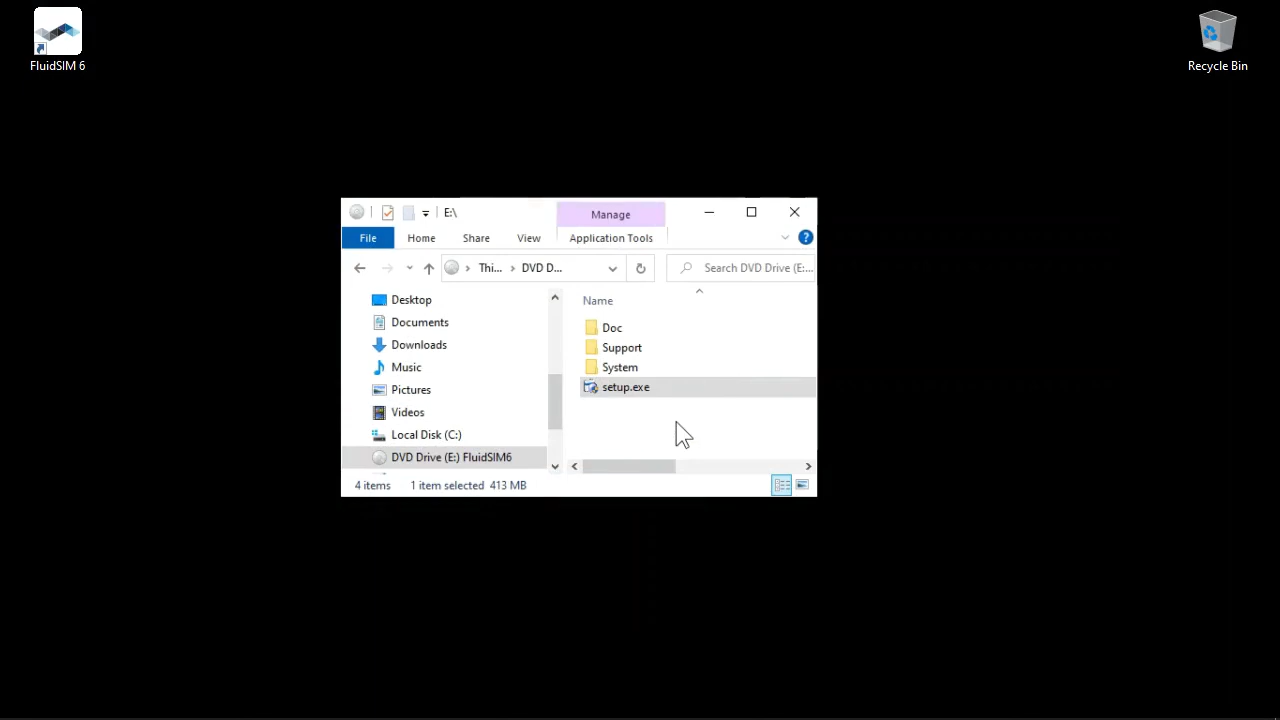 FluidSIM 6
Recycle Bin
E:\
Manage
File
Home
Share
View
Application Tools
Thi...
DVD D...
Search DVD Drive (E:...
Desktop
Documents
Downloads
Music
Pictures
Videos
Local Disk (C:)
DVD Drive (E:) FluidSIM6
Name
Doc
Support
System
setup.exe
4 items
1 item selected 413 MB